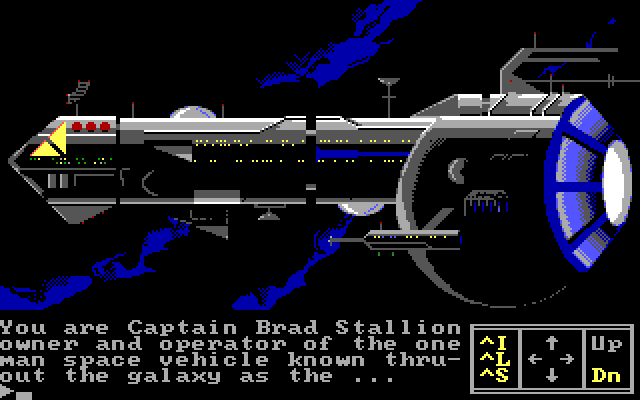 You are Captain Brad Stallion
owner and operator of the one
man space vehicle known thru-
out the galaxy as the ...
^I ↑ Up
^L ← →
^S ↓ Dn
>